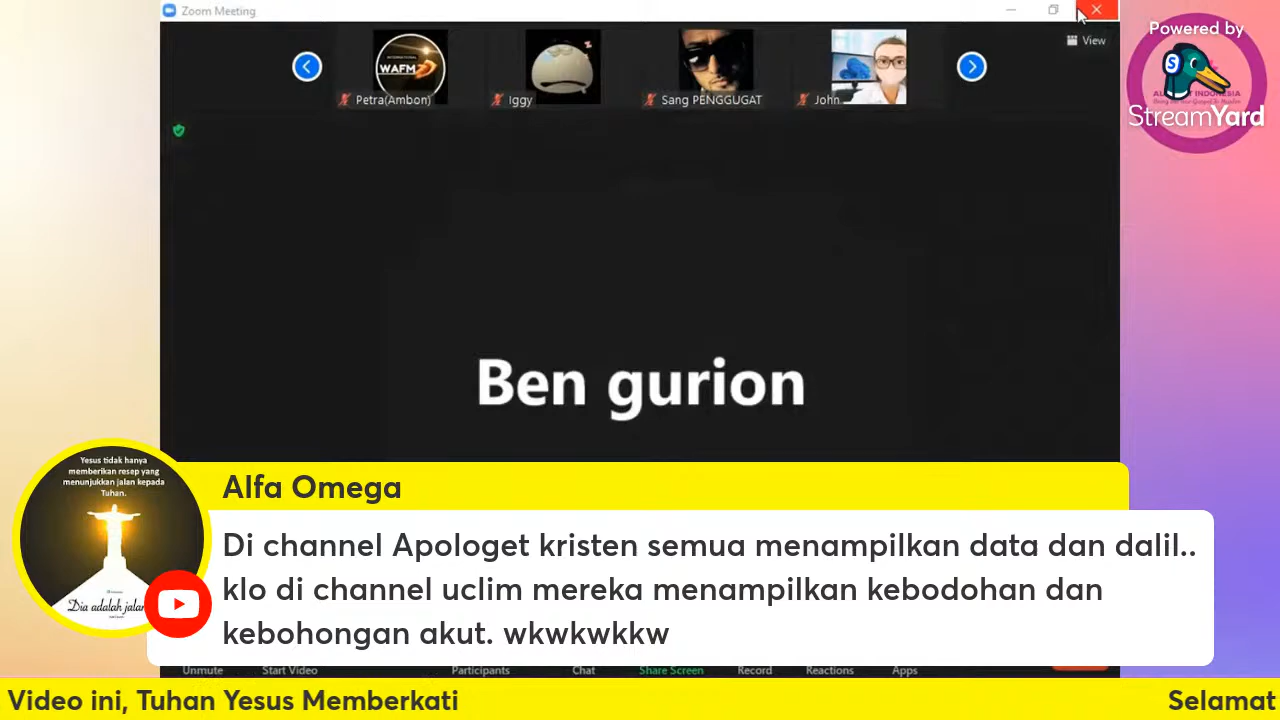 Zoom Meeting
Powered by
StreamYard
View
WAFM
Petra(Ambon)
Iggy
Sang PENGGUGAT
John
Ben gurion
Yesus tidak hanya
memberikan resep yang
menunjukkan jalan kepada
Tuhan.
Dia adalah jalan
Alfa Omega
Di channel Apologet kristen semua menampilkan data dan dalil..
klo di channel uclim mereka menampilkan kebodohan dan
kebohongan akut. wkwkwkkw
Unmute
Start Video
Participants
Chat
Share Screen
Record
Reactions
Apps
Video ini, Tuhan Yesus Memberkati
Selamat